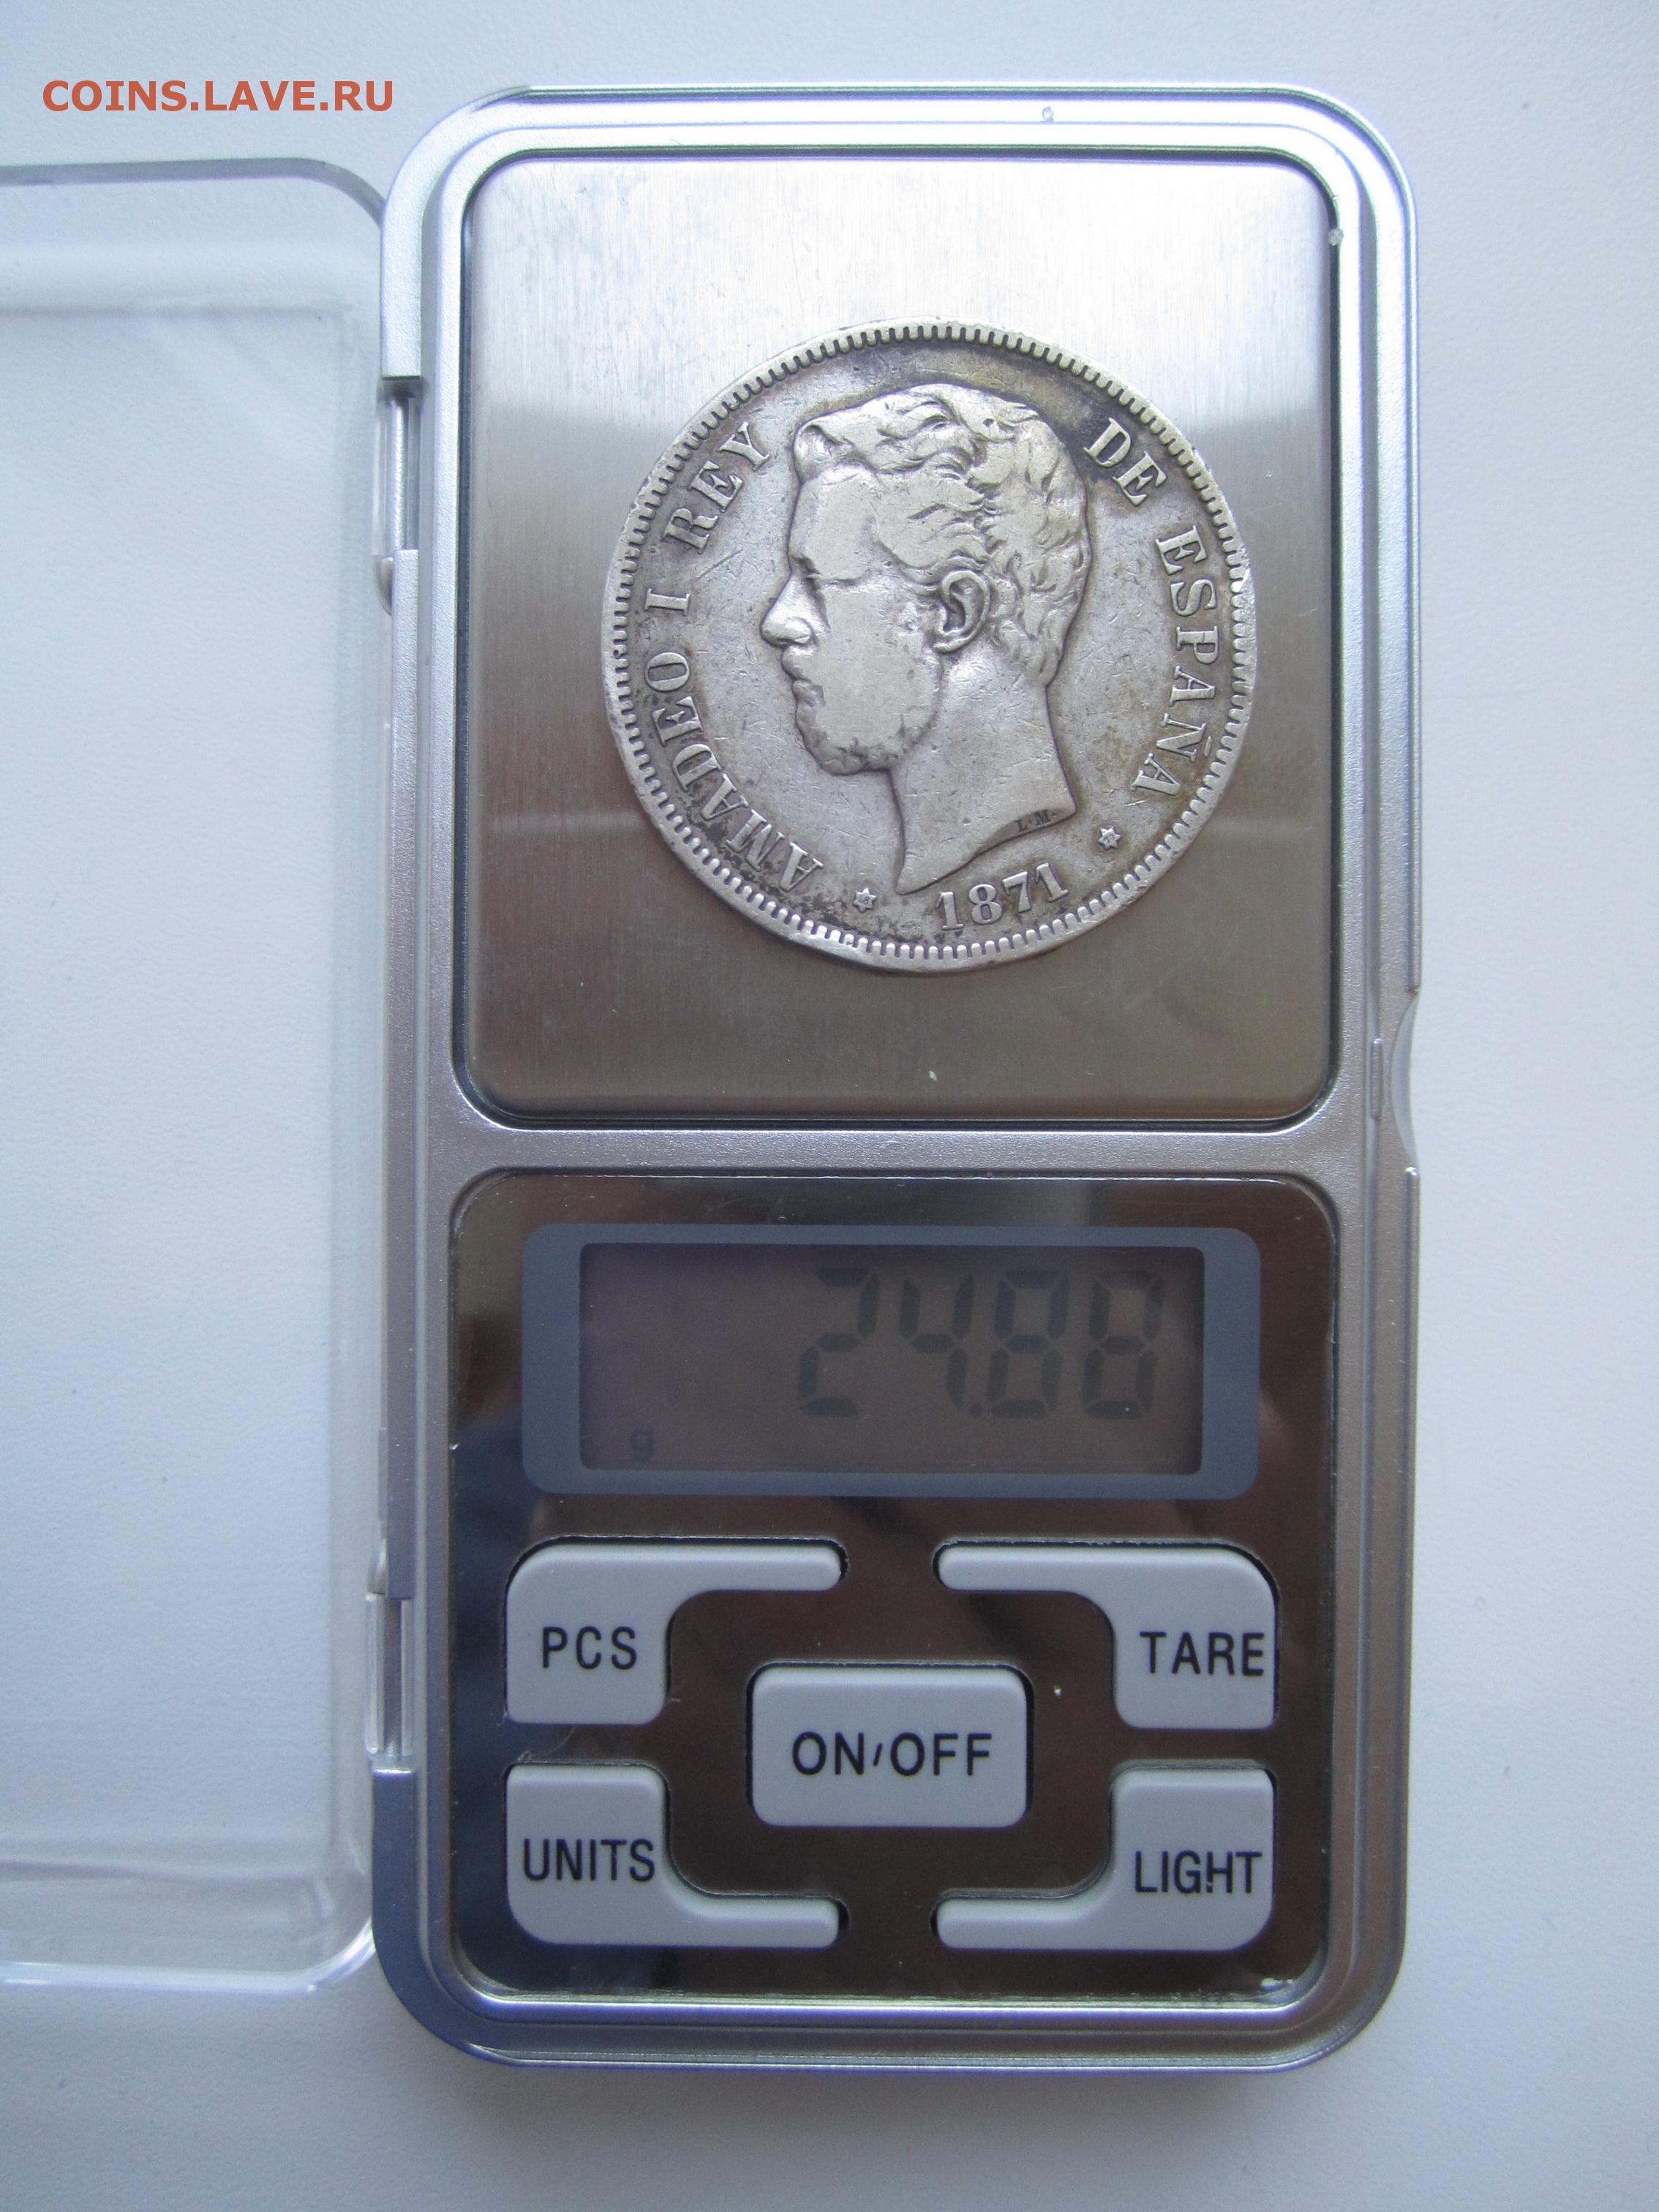 COINS.LAVE.RU
AMADEO I REY DE ESPAÑA
L·M·
1871
24.88
g
PCS
TARE
ON/OFF
UNITS
LIGHT